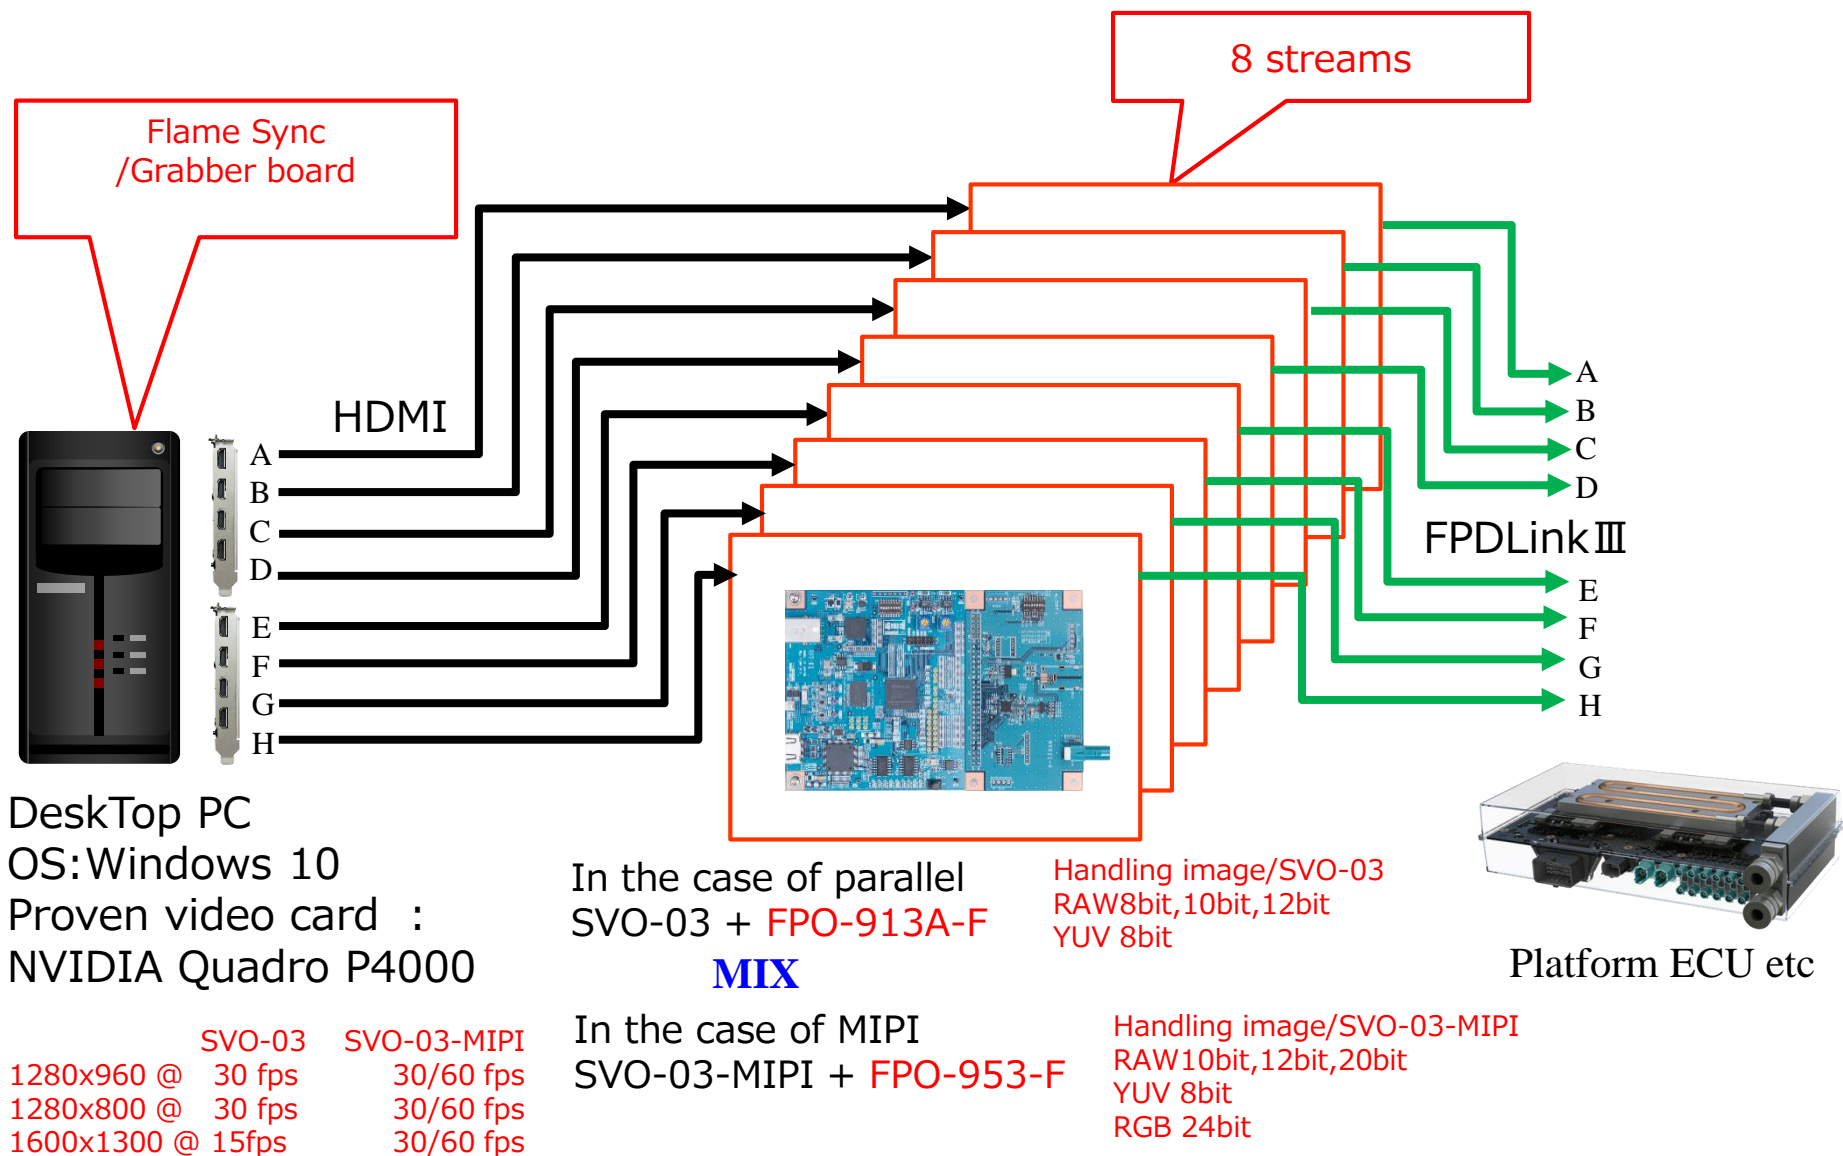 8 streams
Flame Sync
/Grabber board
HDMI
A
B
C
D
E
F
G
H
A
B
C
D
FPDLinkⅢ
E
F
G
H
DeskTop PC
OS:Windows 10
Proven video card :
NVIDIA Quadro P4000
In the case of parallel
SVO-03 + FPO-913A-F
MIX
In the case of MIPI
SVO-03-MIPI + FPO-953-F
Handling image/SVO-03
RAW8bit,10bit,12bit
YUV 8bit
Handling image/SVO-03-MIPI
RAW10bit,12bit,20bit
YUV 8bit
RGB 24bit
Platform ECU etc
SVO-03 SVO-03-MIPI
1280x960 @ 30 fps 30/60 fps
1280x800 @ 30 fps 30/60 fps
1600x1300 @ 15fps 30/60 fps